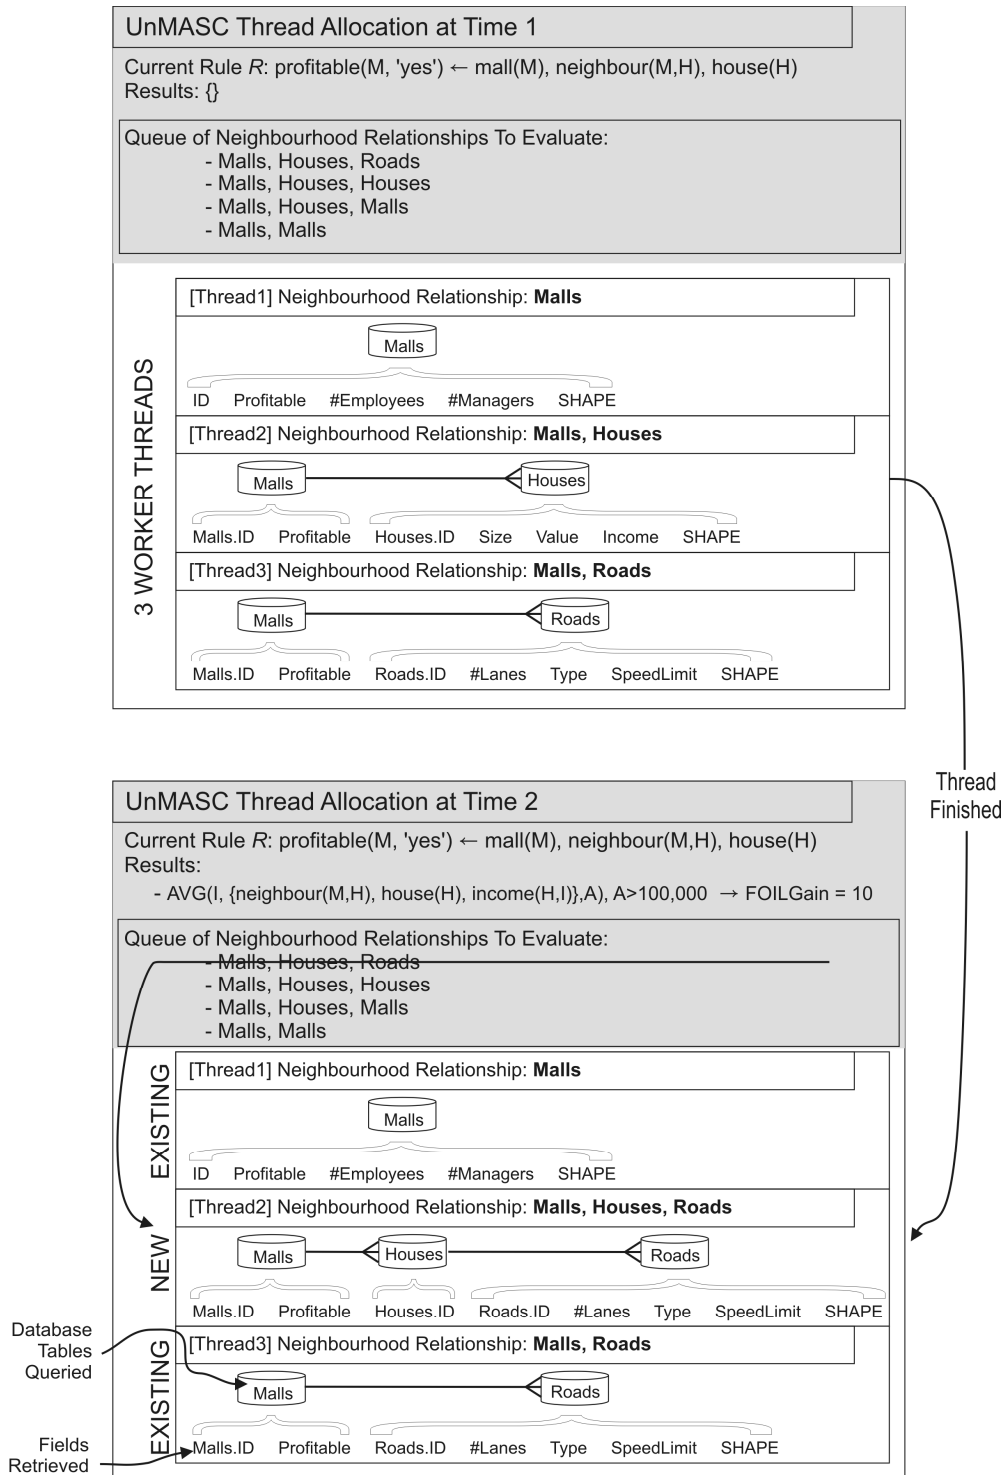 UnMASC Thread Allocation at Time 1
Current Rule R: profitable(M, 'yes') ← mall(M), neighbour(M,H), house(H)
Results: {}
Queue of Neighbourhood Relationships To Evaluate:
- Malls, Houses, Roads
- Malls, Houses, Houses
- Malls, Houses, Malls
- Malls, Malls
3 WORKER THREADS
[Thread1] Neighbourhood Relationship: Malls
Malls
ID Profitable #Employees #Managers SHAPE
[Thread2] Neighbourhood Relationship: Malls, Houses
Malls Houses
Malls.ID Profitable Houses.ID Size Value Income SHAPE
[Thread3] Neighbourhood Relationship: Malls, Roads
Malls Roads
Malls.ID Profitable Roads.ID #Lanes Type SpeedLimit SHAPE
Thread
Finished
UnMASC Thread Allocation at Time 2
Current Rule R: profitable(M, 'yes') ← mall(M), neighbour(M,H), house(H)
Results:
- AVG(I, {neighbour(M,H), house(H), income(H,I)},A), A>100,000 → FOILGain = 10
Queue of Neighbourhood Relationships To Evaluate:
- Malls, Houses, Roads
- Malls, Houses, Houses
- Malls, Houses, Malls
- Malls, Malls
EXISTING
[Thread1] Neighbourhood Relationship: Malls
Malls
ID Profitable #Employees #Managers SHAPE
NEW
[Thread2] Neighbourhood Relationship: Malls, Houses, Roads
Malls Houses Roads
Malls.ID Profitable Houses.ID Roads.ID #Lanes Type SpeedLimit SHAPE
Database
Tables
Queried
EXISTING
[Thread3] Neighbourhood Relationship: Malls, Roads
Malls Roads
Fields
Retrieved
Malls.ID Profitable Roads.ID #Lanes Type SpeedLimit SHAPE